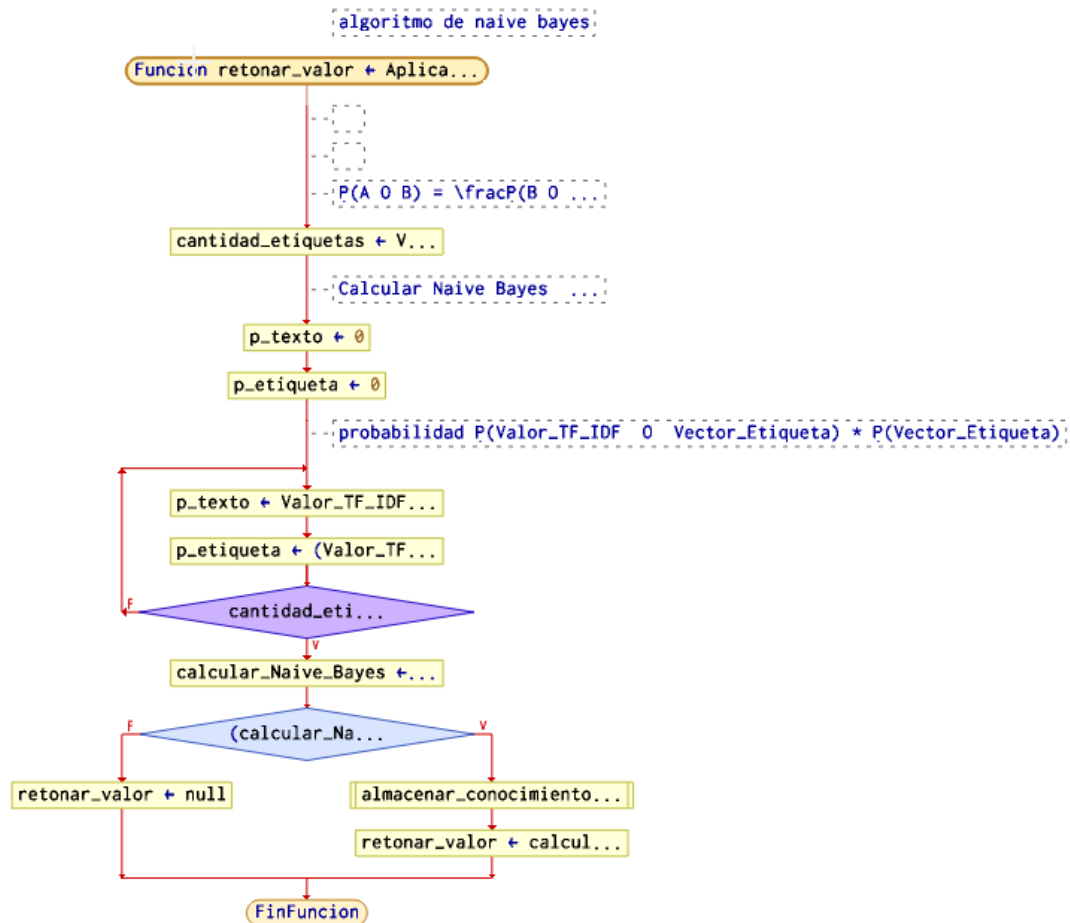 algoritmo de naive bayes
Función retonar_valor ← Aplica...
P(A O B) = \fracP(B O ...
cantidad_etiquetas ← V...
Calcular Naive Bayes ...
p_texto ← 0
p_etiqueta ← 0
probabilidad P(Valor_TF_IDF O Vector_Etiqueta) * P(Vector_Etiqueta)
p_texto ← Valor_TF_IDF...
p_etiqueta ← (Valor_TF...
F
cantidad_eti...
V
calcular_Naive_Bayes ←...
F
(calcular_Na...
V
retonar_valor ← null
almacenar_conocimiento...
retonar_valor ← calcul...
FinFuncion